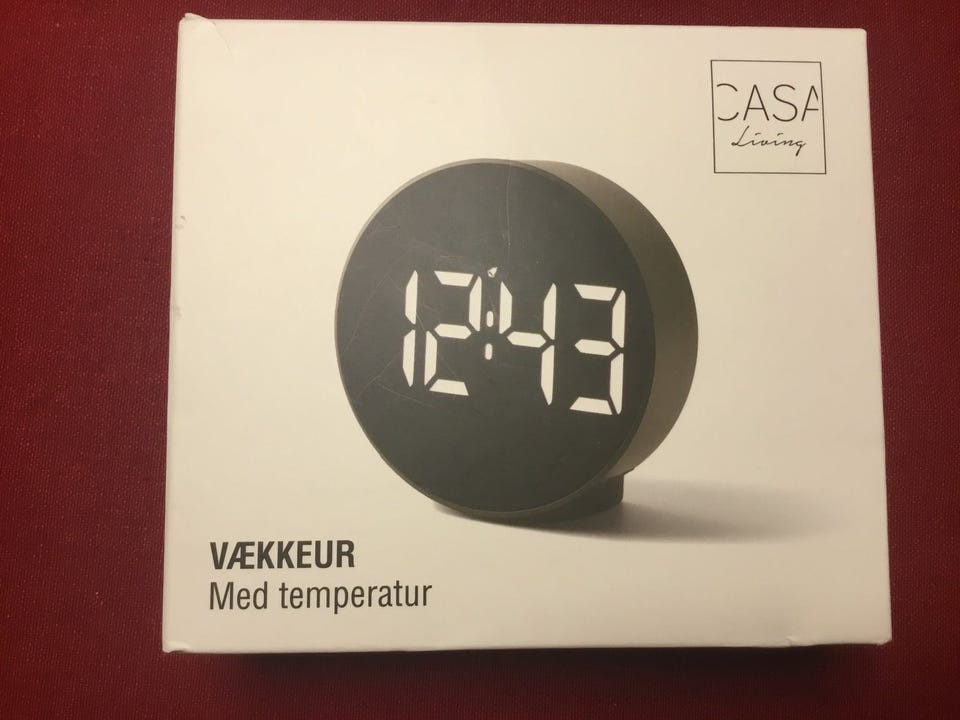 CASA
Living
12:43
VÆKKEUR
Med temperatur